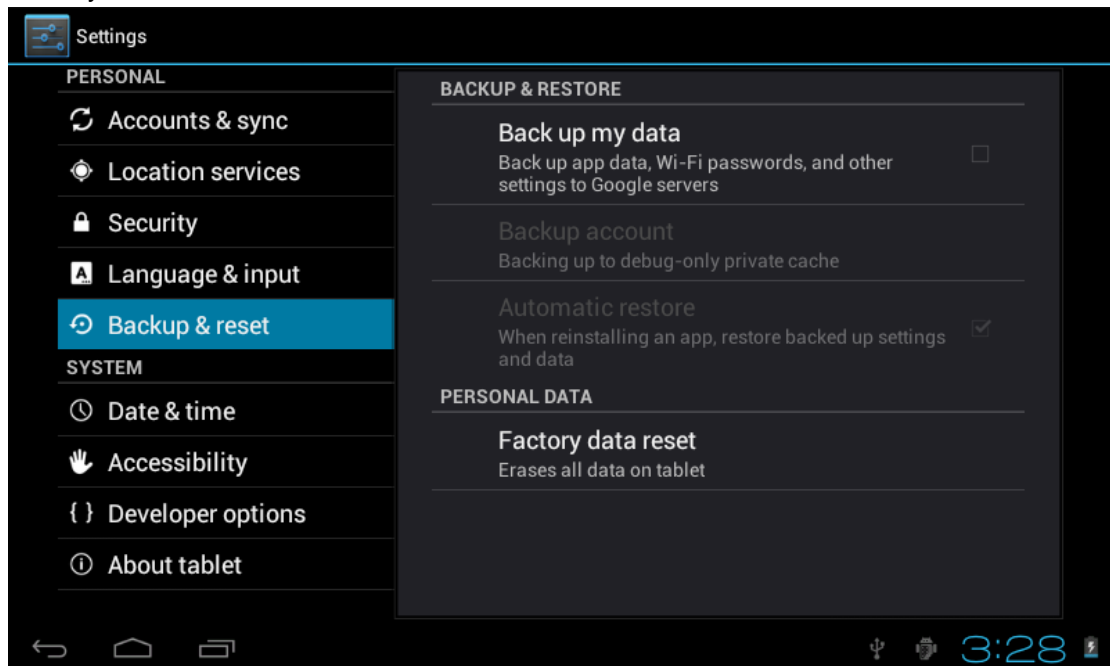 Settings
PERSONAL
Accounts & sync
Location services
Security
Language & input
Backup & reset
SYSTEM
Date & time
Accessibility
{ } Developer options
About tablet
BACKUP & RESTORE
Back up my data
Back up app data, Wi-Fi passwords, and other
settings to Google servers
Backup account
Backing up to debug-only private cache
Automatic restore
When reinstalling an app, restore backed up settings
and data
PERSONAL DATA
Factory data reset
Erases all data on tablet
3:28